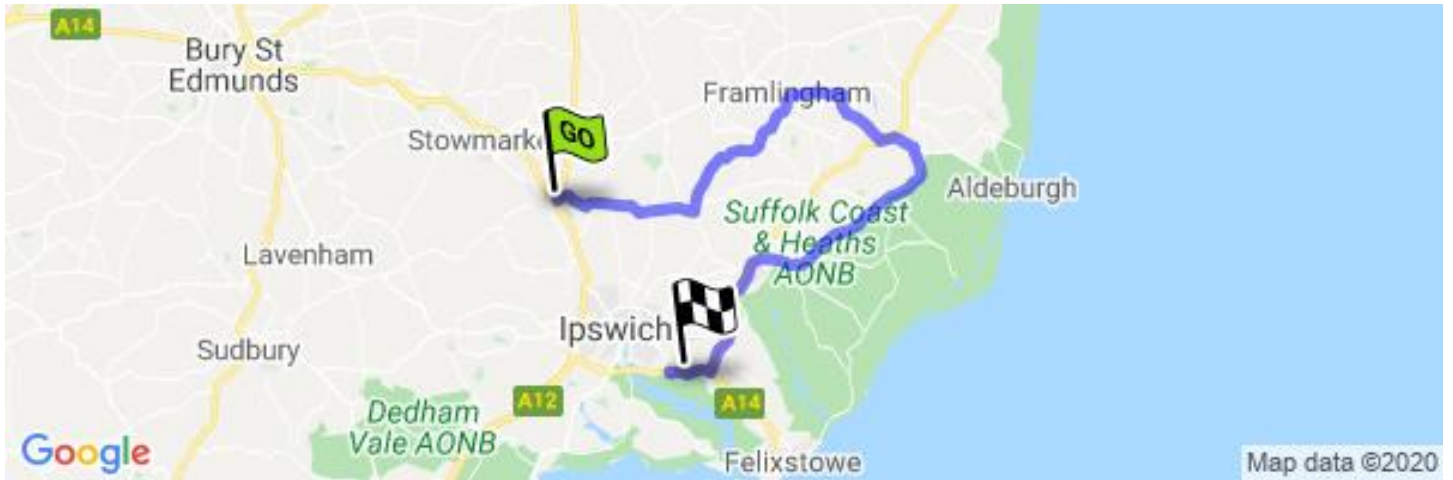 A14
Bury St
Edmunds
Framlingham
Stowmarke
GO
Aldeburgh
Suffolk Coast
& Heaths
AONB
Lavenham
Ipswich
Sudbury
A12
A14
Dedham
Vale AONB
Google
Felixstowe
Map data ©2020